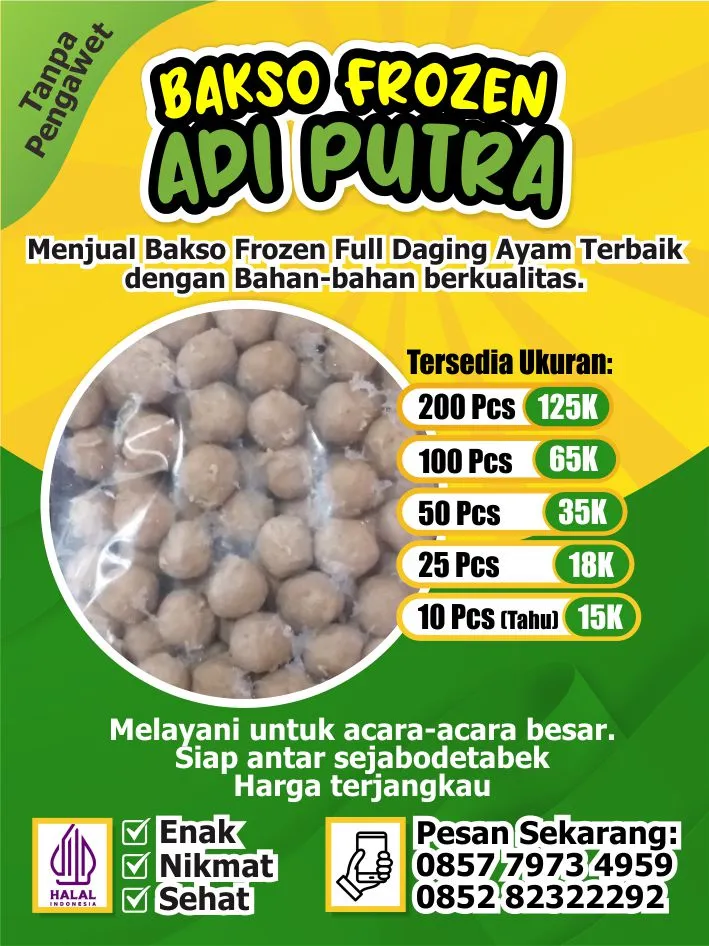 Tanpa
Pengawet
BAKSO FROZEN
ADI PUTRA
Menjual Bakso Frozen Full Daging Ayam Terbaik
dengan Bahan-bahan berkualitas.
Tersedia Ukuran:
200 Pcs 125K
100 Pcs 65K
50 Pcs 35K
25 Pcs 18K
10 Pcs (Tahu) 15K
Melayani untuk acara-acara besar.
Siap antar sejabodetabek
Harga terjangkau
HALAL
INDONESIA
Enak
Nikmat
Sehat
Pesan Sekarang:
0857 7973 4959
0852 82322292